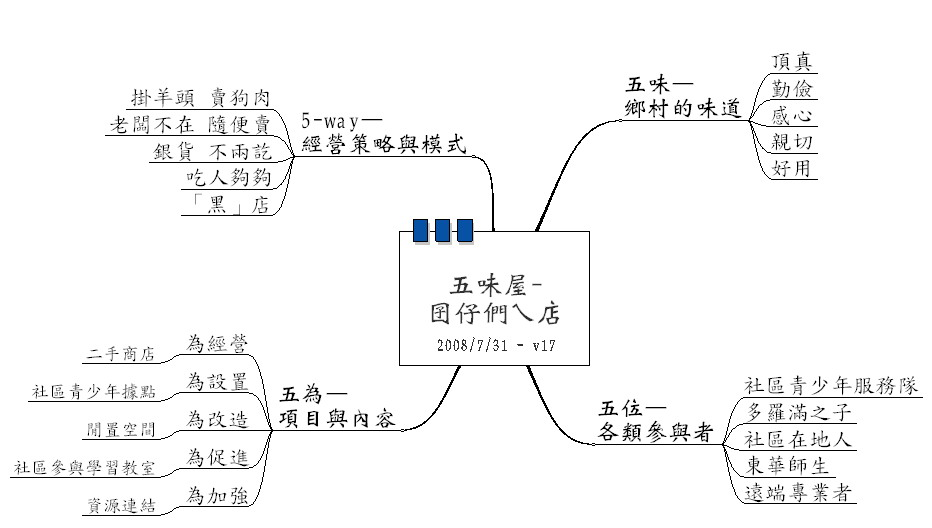 五味屋-
囝仔們ㄟ店
2008/7/31 - v17
5-way—
經營策略與模式
掛羊頭 賣狗肉
老闆不在 隨便賣
銀貨 不兩訖
吃人夠夠
「黑」店
五味—
鄉村的味道
頂真
勤儉
感心
親切
好用
五為—
項目與內容
為經營
二手商店
為設置
社區青少年據點
為改造
閒置空間
為促進
社區參與學習教室
為加強
資源連結
五位—
各類參與者
社區青少年服務隊
多羅滿之子
社區在地人
東華師生
遠端專業者